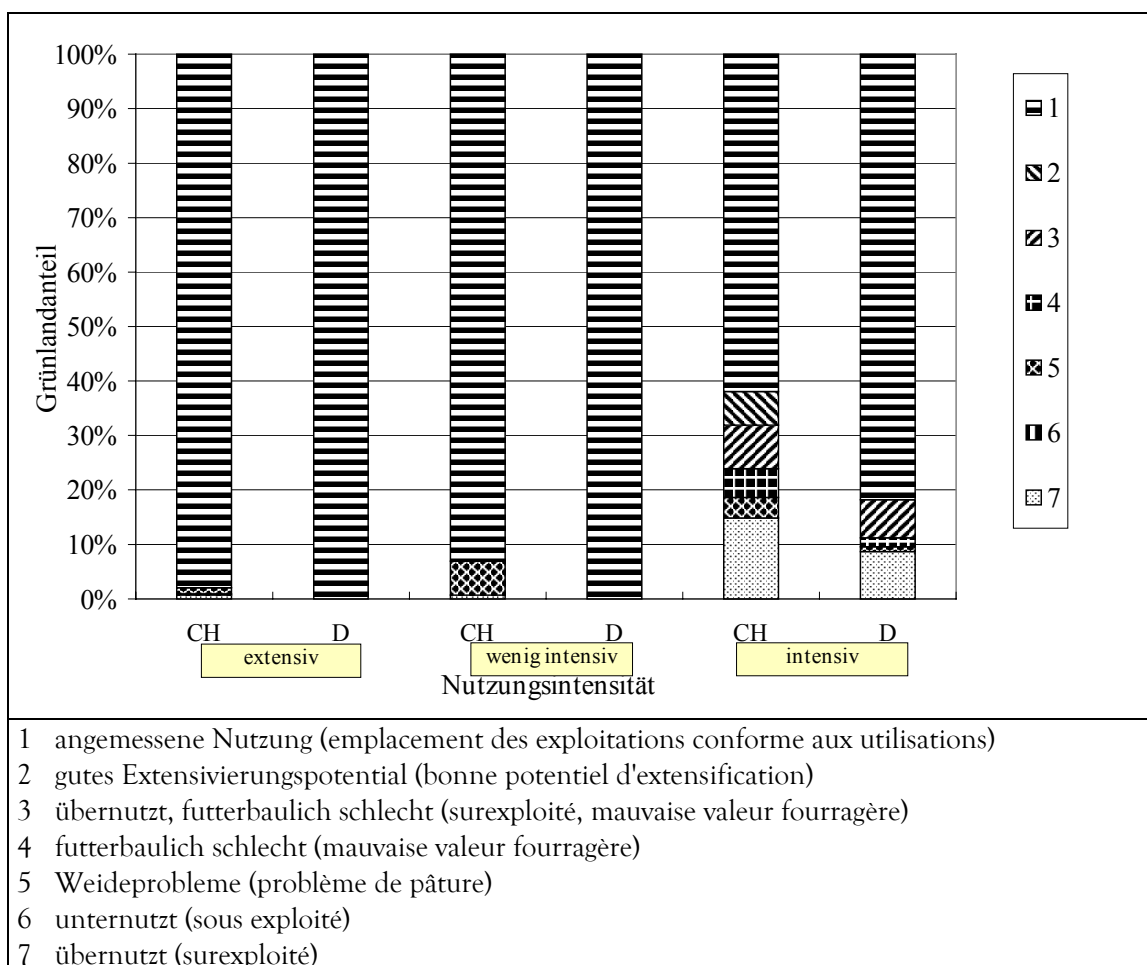 100%
90%
80%
70%
60%
50%
40%
30%
20%
10%
0%
Grünlandanteil
CH D CH D CH D
extensiv wenig intensiv intensiv
Nutzungsintensität
1
2
3
4
5
6
7
1 angemessene Nutzung (emplacement des exploitations conforme aux utilisations)
2 gutes Extensivierungspotential (bonne potentiel d'extensification)
3 übernutzt, futterbaulich schlecht (surexploité, mauvaise valeur fourragère)
4 futterbaulich schlecht (mauvaise valeur fourragère)
5 Weideprobleme (problème de pâture)
6 unternutzt (sous exploité)
7 übernutzt (surexploité)